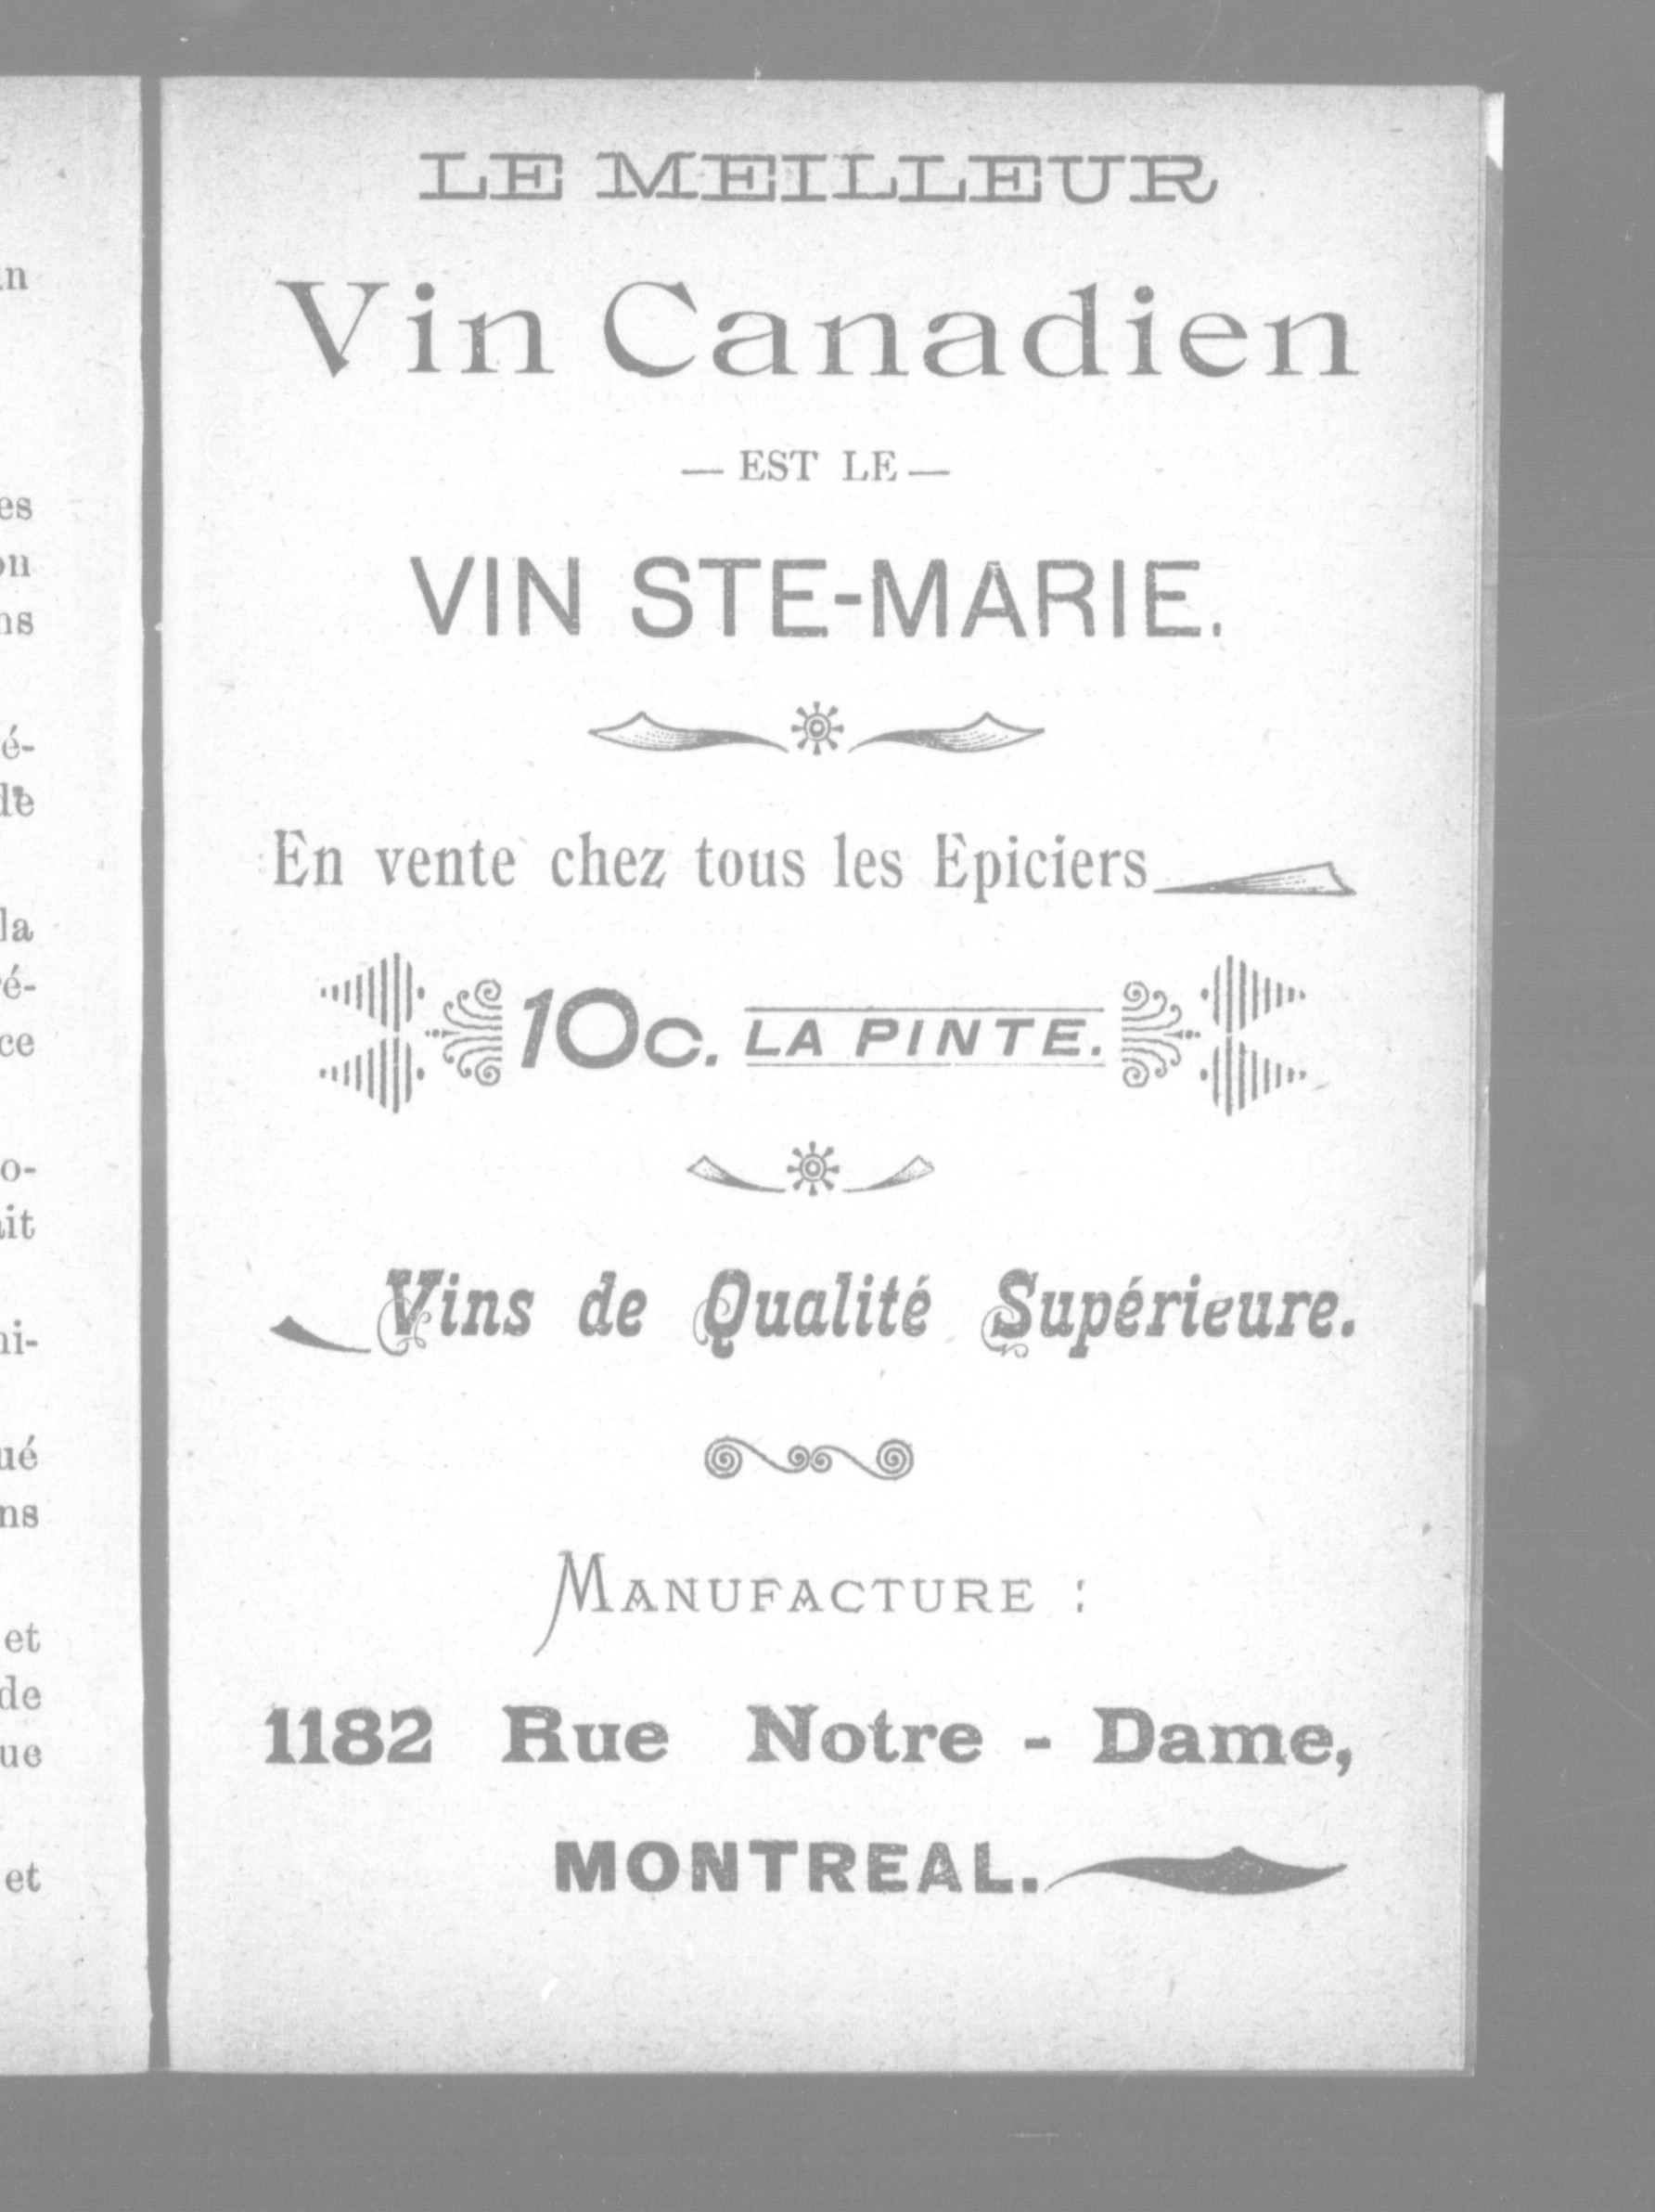 LE MEILLEUR
Vin Canadien
— EST LE —
VIN STE-MARIE.
En vente chez tous les Epiciers
10c. LA PINTE.
Vins de Qualité Supérieure.
MANUFACTURE :
1182 Rue Notre - Dame,
MONTREAL.